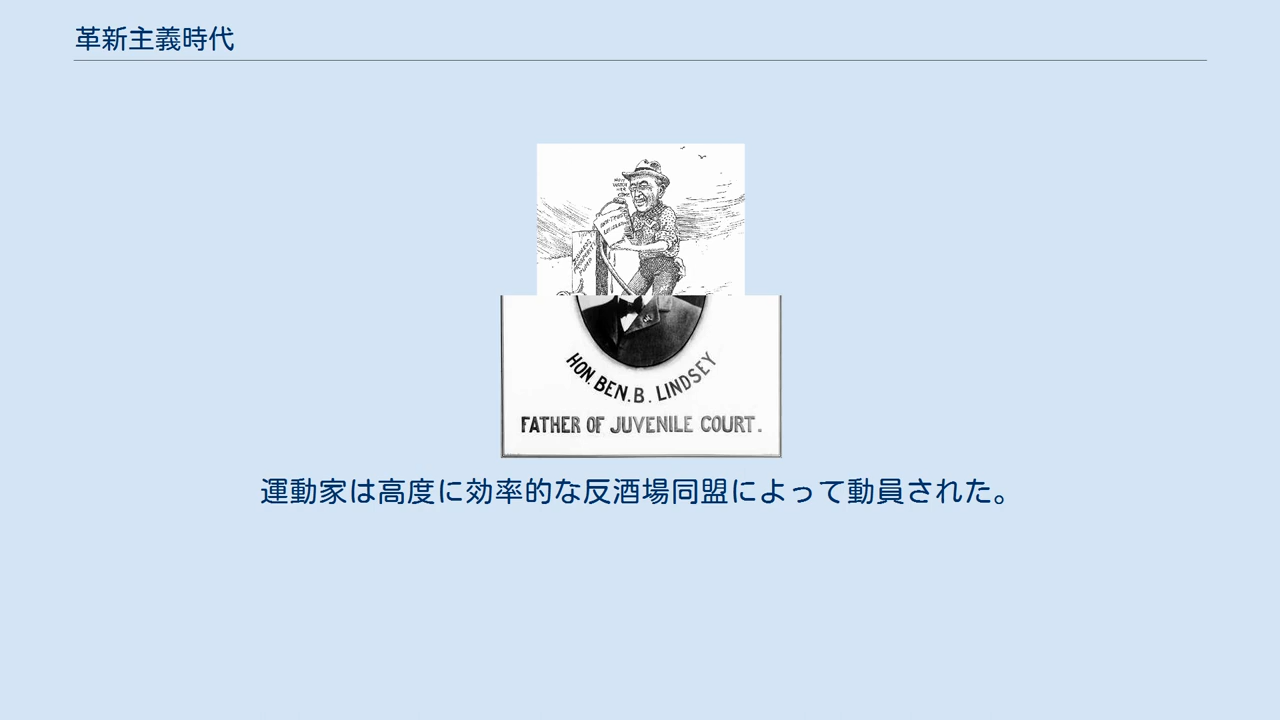 革新主義時代
HON. BEN. B. LINDSEY
FATHER OF JUVENILE COURT.
運動家は高度に効率的な反酒場同盟によって動員された。